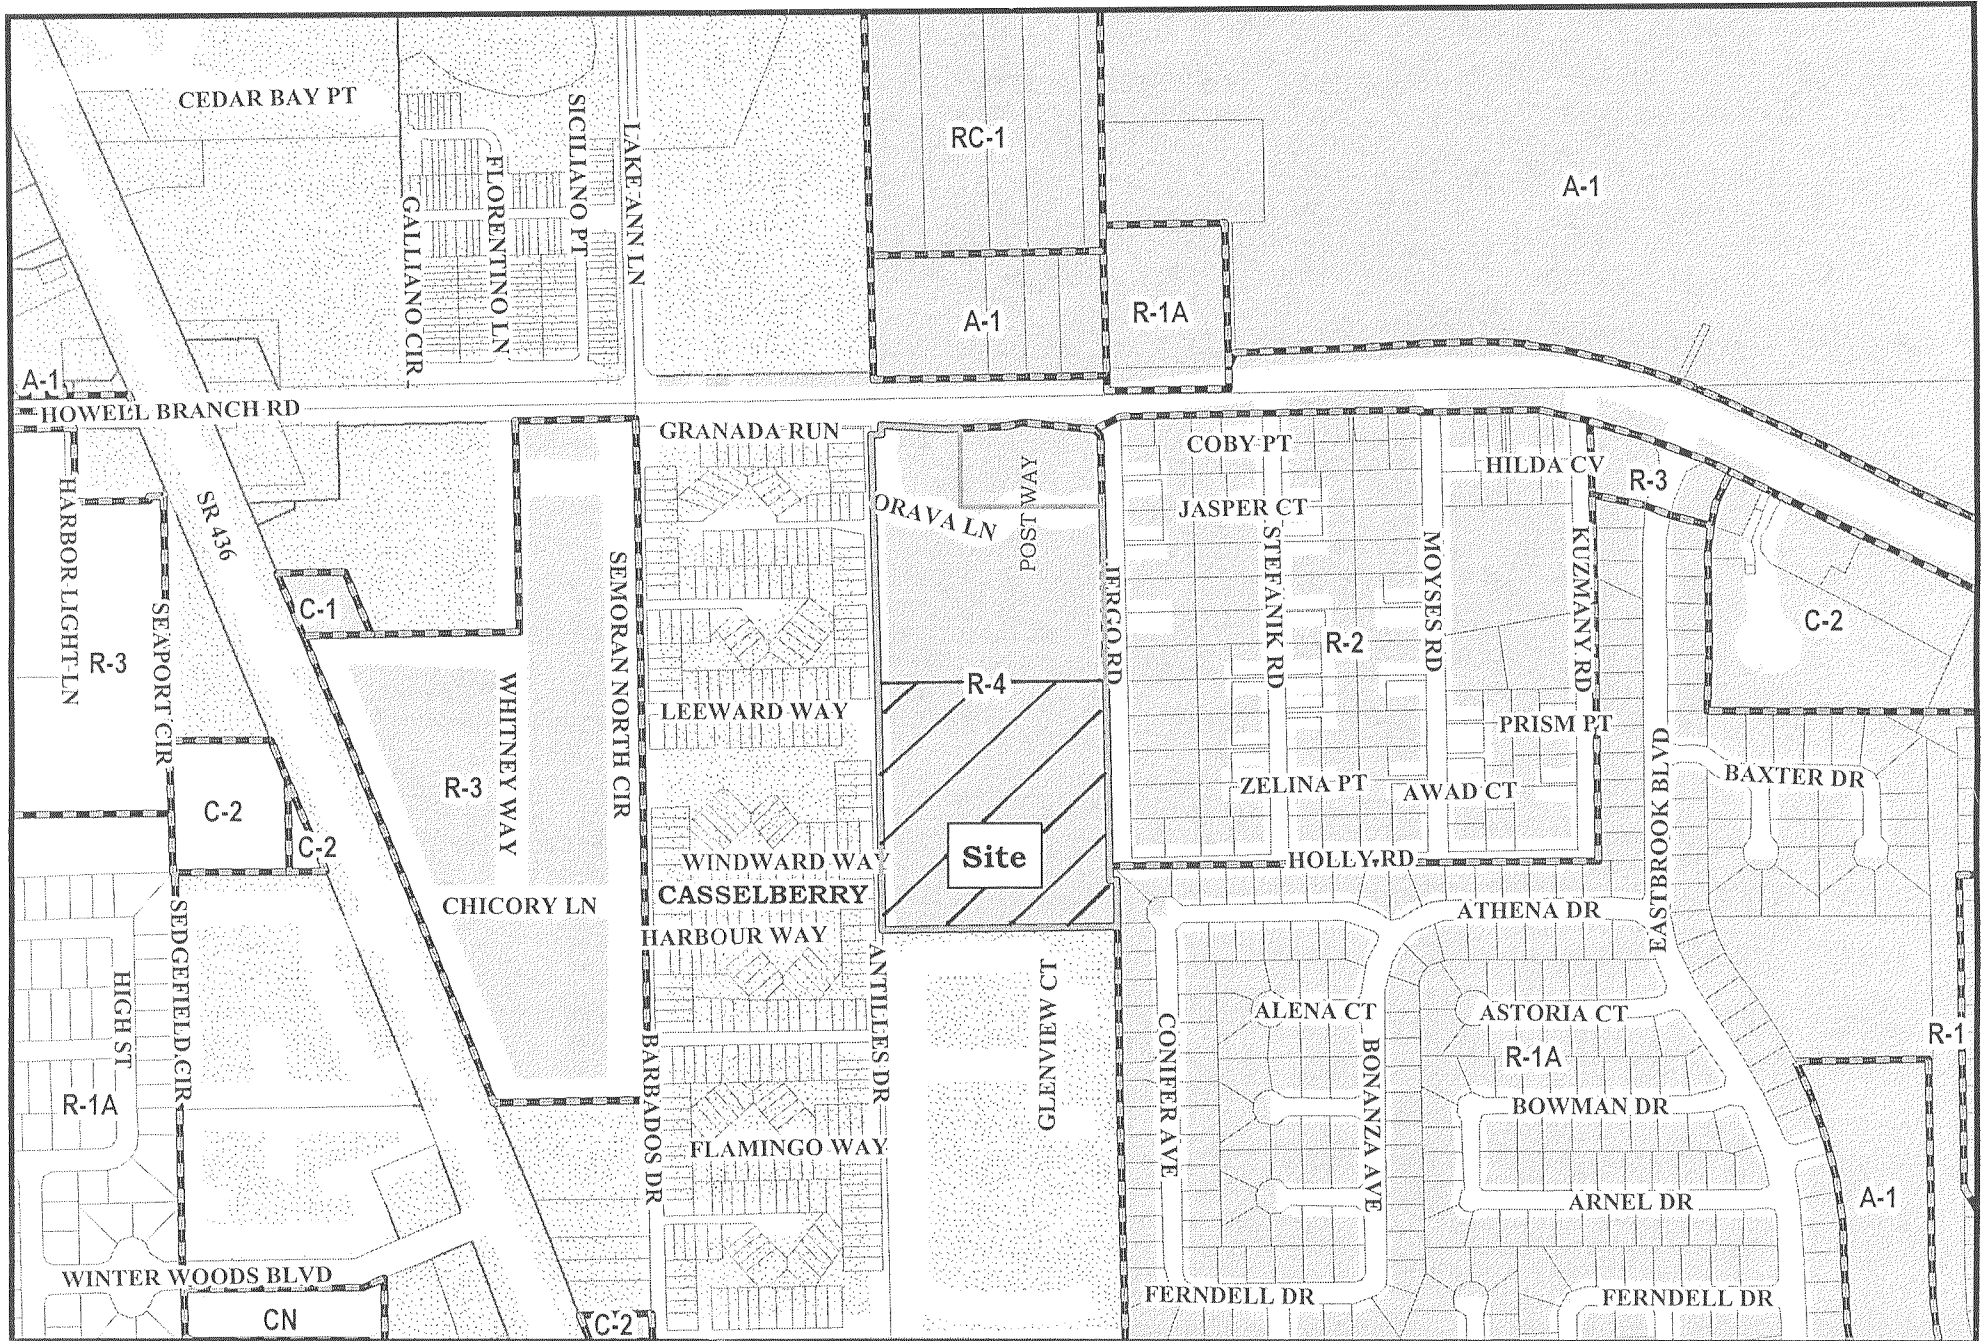 CEDAR BAY PT
SICILIANO PT
LAKE ANN LN
FLORENTINO LN
GALLIANO CIR
RC-1
A-1
A-1
R-1A
A-1
HOWELL BRANCH RD
GRANADA RUN
COBY PT
HILDA CV
R-3
HARBOR LIGHT LN
SR 436
ORAVA LN
POST WAY
JASPER CT
STEFANIK RD
MOYSES RD
KUZMANY RD
SEMORAN NORTH CIR
JERGO RD
C-1
SEAPORT CIR
R-3
R-2
C-2
WHITNEY WAY
R-4
LEEWARD WAY
PRISM PT
EASTBROOK BLVD
BAXTER DR
R-3
ZELINA PT
AWAD CT
C-2
C-2
Site
WINDWARD WAY
HOLLY RD
CASSELBERRY
CHICORY LN
ATHENA DR
HARBOUR WAY
SEDGEFIELD CIR
HIGH ST
ANTILLES DR
GLENVIEW CT
ALENA CT
ASTORIA CT
CONIFER AVE
BONANZA AVE
R-1A
R-1
BARBADOS DR
R-1A
BOWMAN DR
FLAMINGO WAY
ARNEL DR
A-1
WINTER WOODS BLVD
FERNDELL DR
FERNDELL DR
CN
C-2